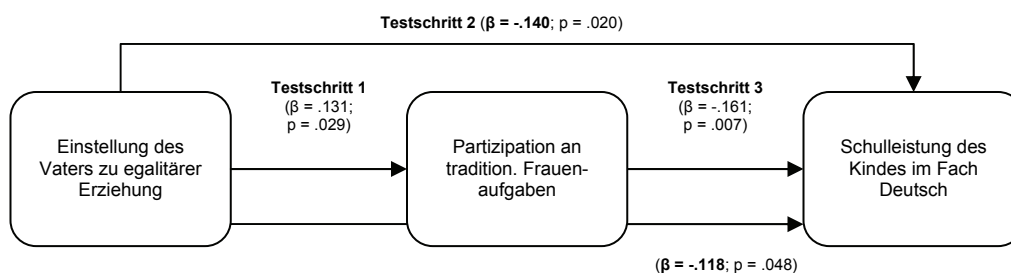 Testschritt 2 (β = -.140; p = .020)
Testschritt 1
(β = .131;
p = .029)
Testschritt 3
(β = -.161;
p = .007)
Einstellung des
Vaters zu egalitärer
Erziehung
Partizipation an
tradition. Frauen-
aufgaben
Schulleistung des
Kindes im Fach
Deutsch
(β = -.118; p = .048)